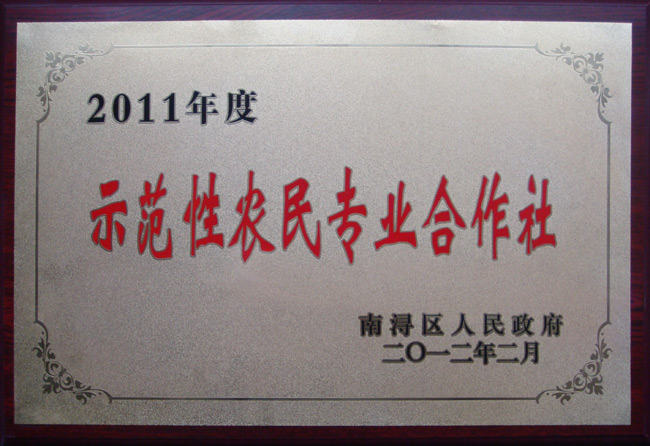 2011年度
示范性农民专业合作社
南浔区人民政府
二〇一二年二月